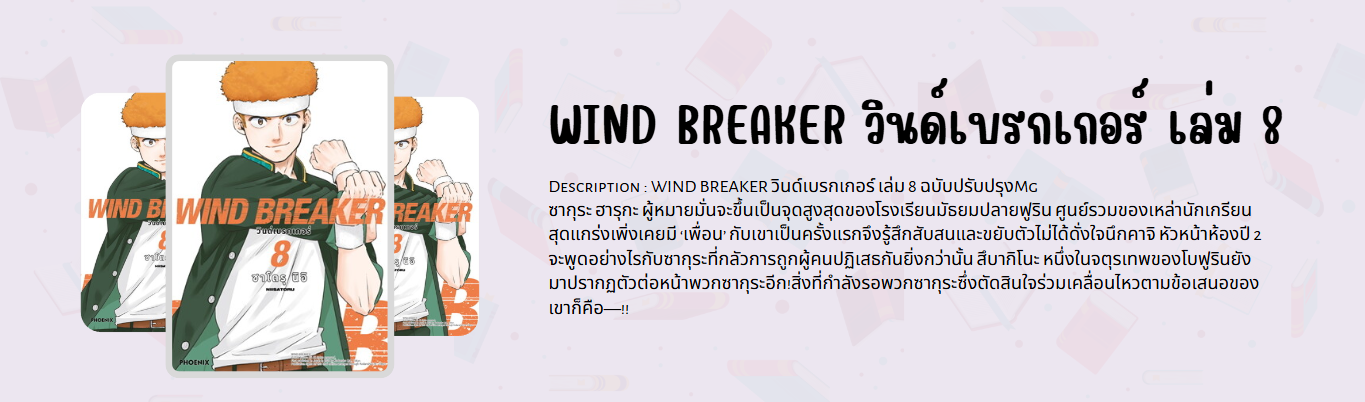 WIND BREAKER วินด์เบรกเกอร์ เล่ม 8
Description : WIND BREAKER วินด์เบรกเกอร์ เล่ม 8 ฉบับปรับปรุงMg
ซากุระ ฮารุกะ ผู้หมายมั่นจะขึ้นเป็นจุดสูงสุดของโรงเรียนมัธยมปลายฟูริน ศูนย์รวมของเหล่านักเกรียน
สุดแกร่งเพิ่งเคยมี ‘เพื่อน’ กับเขาเป็นครั้งแรกจึงรู้สึกสับสนและขยับตัวไม่ได้ดั่งใจนึกคาจิ หัวหน้าห้องปี 2
จะพูดอย่างไรกับซากุระที่กลัวการถูกผู้คนปฏิเสธกันยิ่งกว่านั้น สึบากิโนะ หนึ่งในจตุรเทพของโบฟูรินยัง
มาปรากฏตัวต่อหน้าพวกซากุระอีก!สิ่งที่กำลังรอพวกซากุระซึ่งตัดสินใจร่วมเคลื่อนไหวตามข้อเสนอของ
เขาก็คือ—!!
WIND BREAKER
วินด์เบรกเกอร์
8
ซาโตรุ นิอิ
NIISATORU
PHOENIX
WIND B
PHOENIX
REAKER